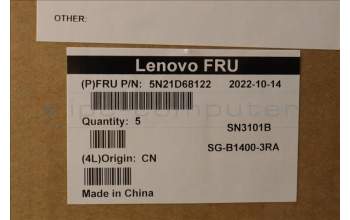 OTHER:
Lenovo FRU
(P)FRU P/N: 5N21D68122 2022-10-14
Quantity: 5
SN3101B
SG-B1400-3RA
(4L)Origin: CN
Made in China